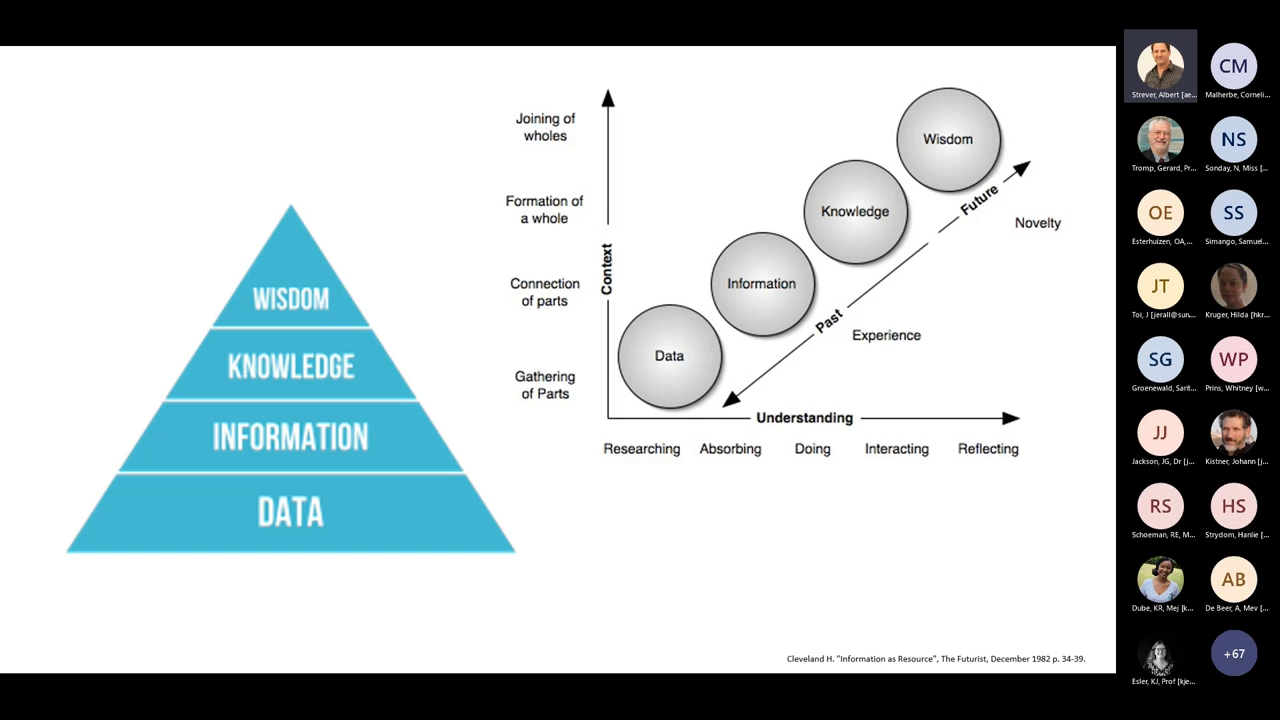 WISDOM
KNOWLEDGE
INFORMATION
DATA
Joining of
wholes
Formation of
a whole
Connection
of parts
Gathering
of Parts
Context
Data
Information
Knowledge
Wisdom
Past
Future
Experience
Novelty
Understanding
Researching
Absorbing
Doing
Interacting
Reflecting
Cleveland H. "Information as Resource", The Futurist, December 1982 p. 34-39.
Strever, Albert [ae...
CM
Malherbe, Corneli...
Tromp, Gerard, Pr...
NS
Sonday, N, Miss [...
OE
Esterhuizen, OA,...
SS
Simango, Samuel...
JT
Toi, J [jerall@sun...
Kruger, Hilda [hkr...
SG
Groenewald, Sarit...
WP
Prins, Whitney [w...
JJ
Jackson, JG, Dr [j...
Kistner, Johann [j...
RS
Schoeman, RE, M...
HS
Strydom, Hanlie [...
Dube, KR, Mej [k...
AB
De Beer, A, Mev [...
Esler, KJ, Prof [kje...
+67